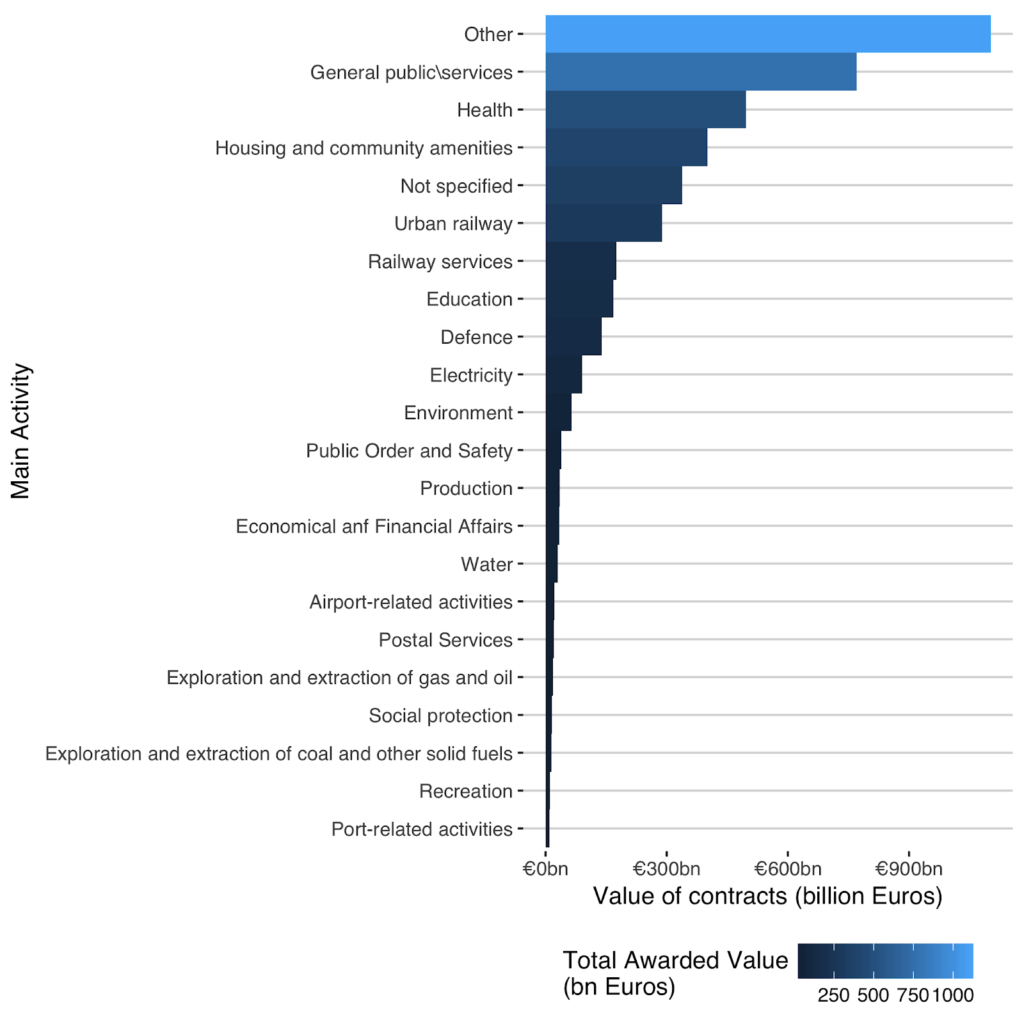 Other
General public\services
Health
Housing and community amenities
Not specified
Urban railway
Railway services
Education
Defence
Electricity
Environment
Public Order and Safety
Production
Economical anf Financial Affairs
Water
Airport-related activities
Postal Services
Exploration and extraction of gas and oil
Social protection
Exploration and extraction of coal and other solid fuels
Recreation
Port-related activities
Main Activity
€0bn €300bn €600bn €900bn
Value of contracts (billion Euros)
Total Awarded Value
(bn Euros)
250 500 750 1000